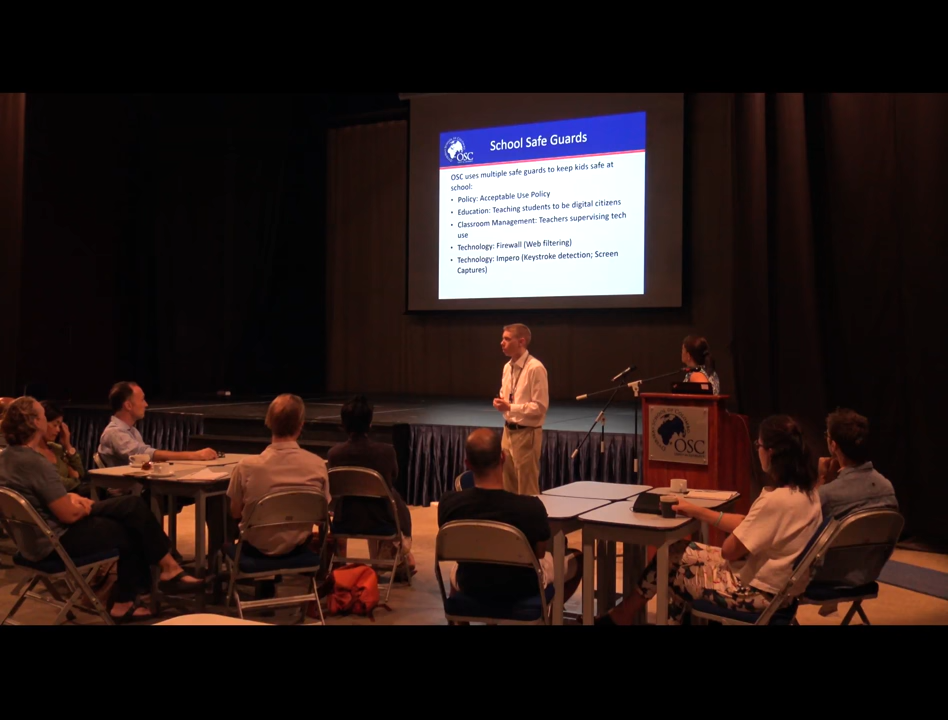 School Safe Guards
OSC
OSC uses multiple safe guards to keep kids safe at
school:
• Policy: Acceptable Use Policy
• Education: Teaching students to be digital citizens
• Classroom Management: Teachers supervising tech
use
• Technology: Firewall (Web filtering)
• Technology: Impero (Keystroke detection; Screen
Captures)
OSC